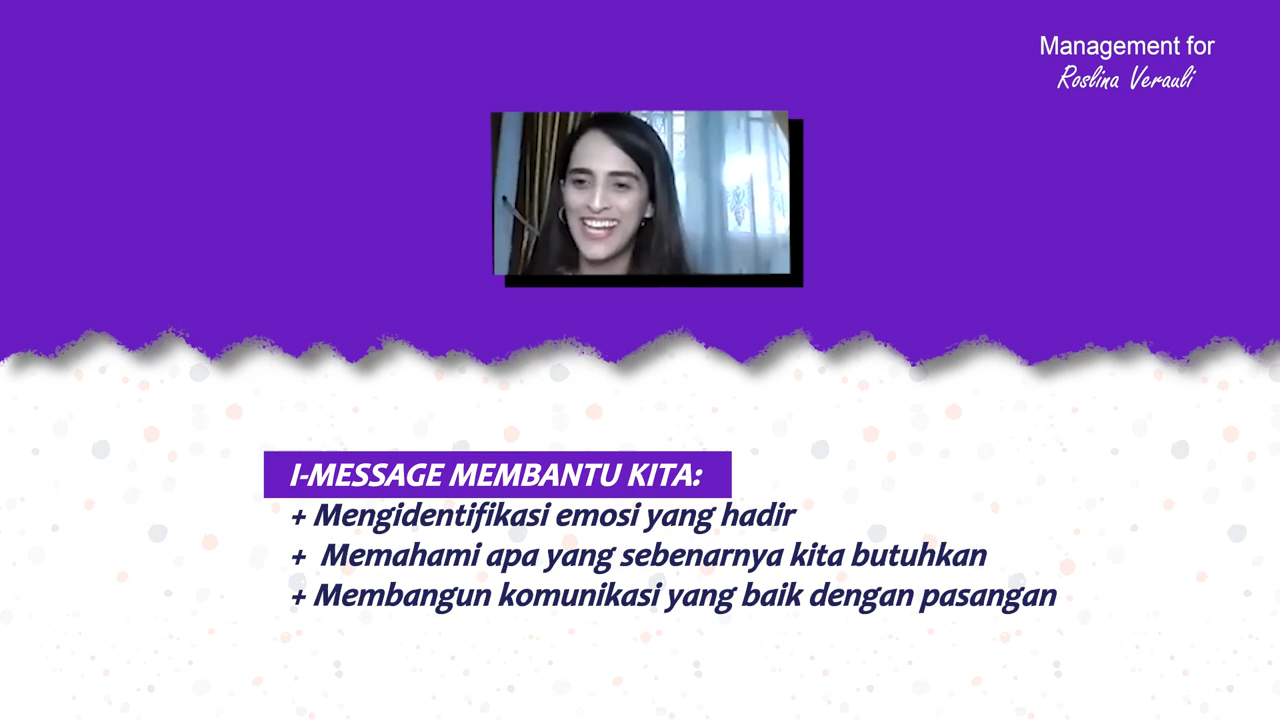 Management for
Roslina Verauli
I-MESSAGE MEMBANTU KITA:
+ Mengidentifikasi emosi yang hadir
+ Memahami apa yang sebenarnya kita butuhkan
+ Membangun komunikasi yang baik dengan pasangan